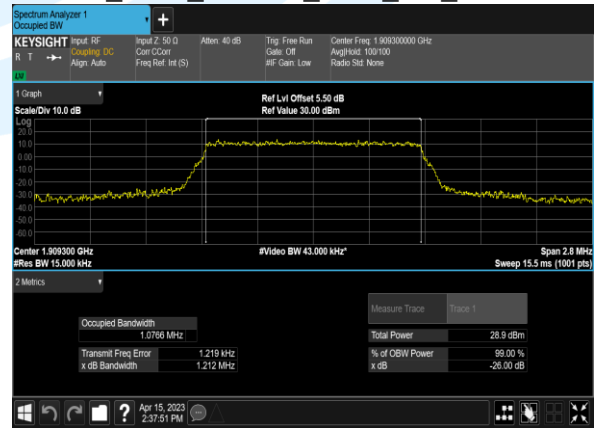 Spectrum Analyzer 1
Occupied BW
+
KEYSIGHT Input: RF Input Z: 50 Ω Atten: 40 dB Trig: Free Run Center Freq: 1.909300000 GHz
R T Coupling: DC Corr CCorr Gate: Off Avg|Hold: 100/100
Align: Auto Freq Ref: Int (S) #IF Gain: Low Radio Std: None
LN
1 Graph
Ref Lvl Offset 5.50 dB
Scale/Div 10.0 dB Ref Value 30.00 dBm
Log
20.0
10.0
0.00
-10.0
-20.0
-30.0
-40.0
-50.0
-60.0
Center 1.909300 GHz #Video BW 43.000 kHz* Span 2.8 MHz
#Res BW 15.000 kHz Sweep 15.5 ms (1001 pts)
2 Metrics
Measure Trace Trace 1
Occupied Bandwidth
1.0766 MHz
Total Power 28.9 dBm
Transmit Freq Error 1.219 kHz % of OBW Power 99.00 %
x dB Bandwidth 1.212 MHz x dB -26.00 dB
? Apr 15, 2023
2:37:51 PM